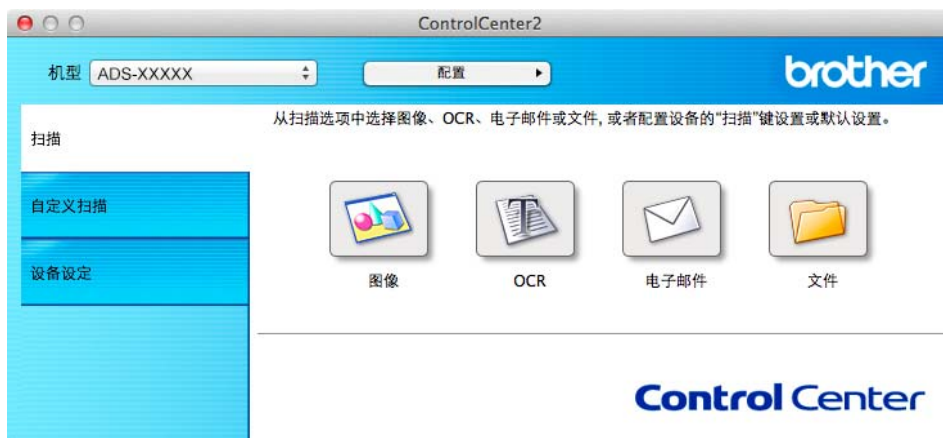 ControlCenter2
机型 ADS-XXXXX 配置 brother
从扫描选项中选择图像、OCR、电子邮件或文件, 或者配置设备的"扫描"键设置或默认设置。
扫描
自定义扫描
设备设定
图像 OCR 电子邮件 文件
Control Center